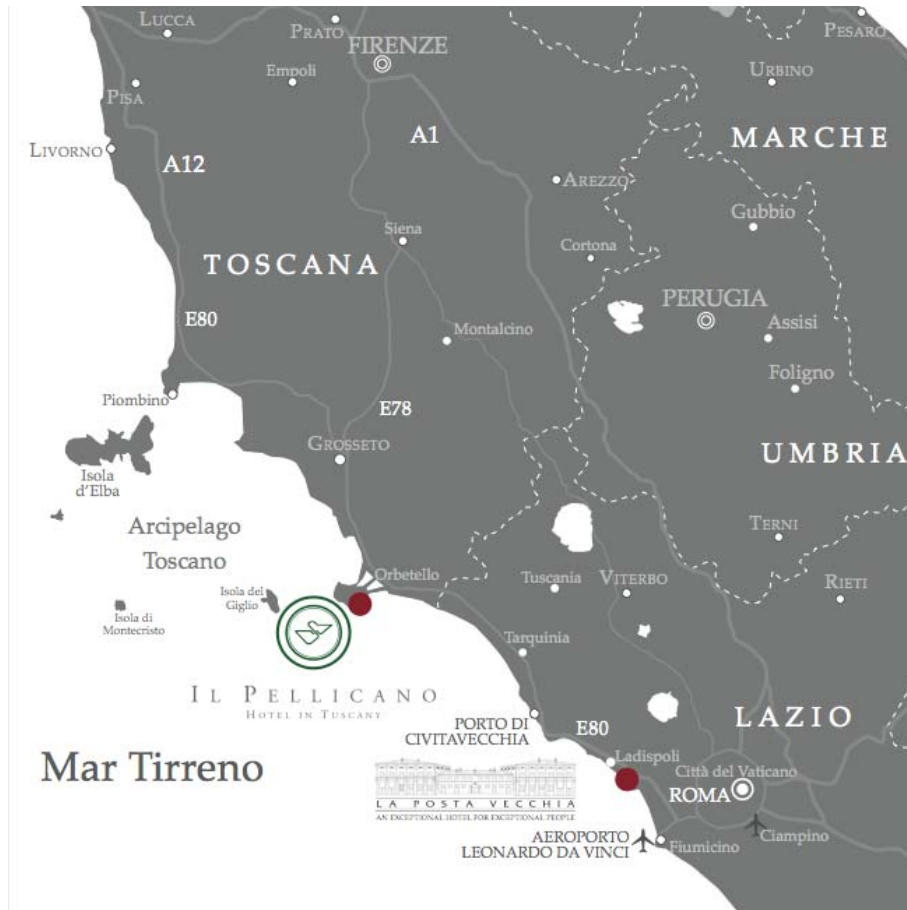 LUCCA
PRATO
FIRENZE
PESARO
PISA
Empoli
URBINO
MARCHE
A1
LIVORNO
A12
AREZZO
Gubbio
Siena
Cortona
TOSCANA
PERUGIA
E80
Montalcino
Assisi
Foligno
Piombino
E78
GROSSETO
UMBRIA
Isola
d'Elba
Arcipelago
Toscano
TERNI
Orbetello
Tuscania
VITERBO
RIETI
Isola del
Giglio
Isola di
Montecristo
Tarquinia
IL PELLICANO
HOTEL IN TUSCANY
PORTO DI
CIVITAVECCHIA
E80
LAZIO
Mar Tirreno
Ladispoli
Città del Vaticano
ROMA
LA POSTA VECCHIA
AN EXCEPTIONAL HOTEL FOR EXCEPTIONAL PEOPLE
AEROPORTO
LEONARDO DA VINCI
Fiumicino
Ciampino